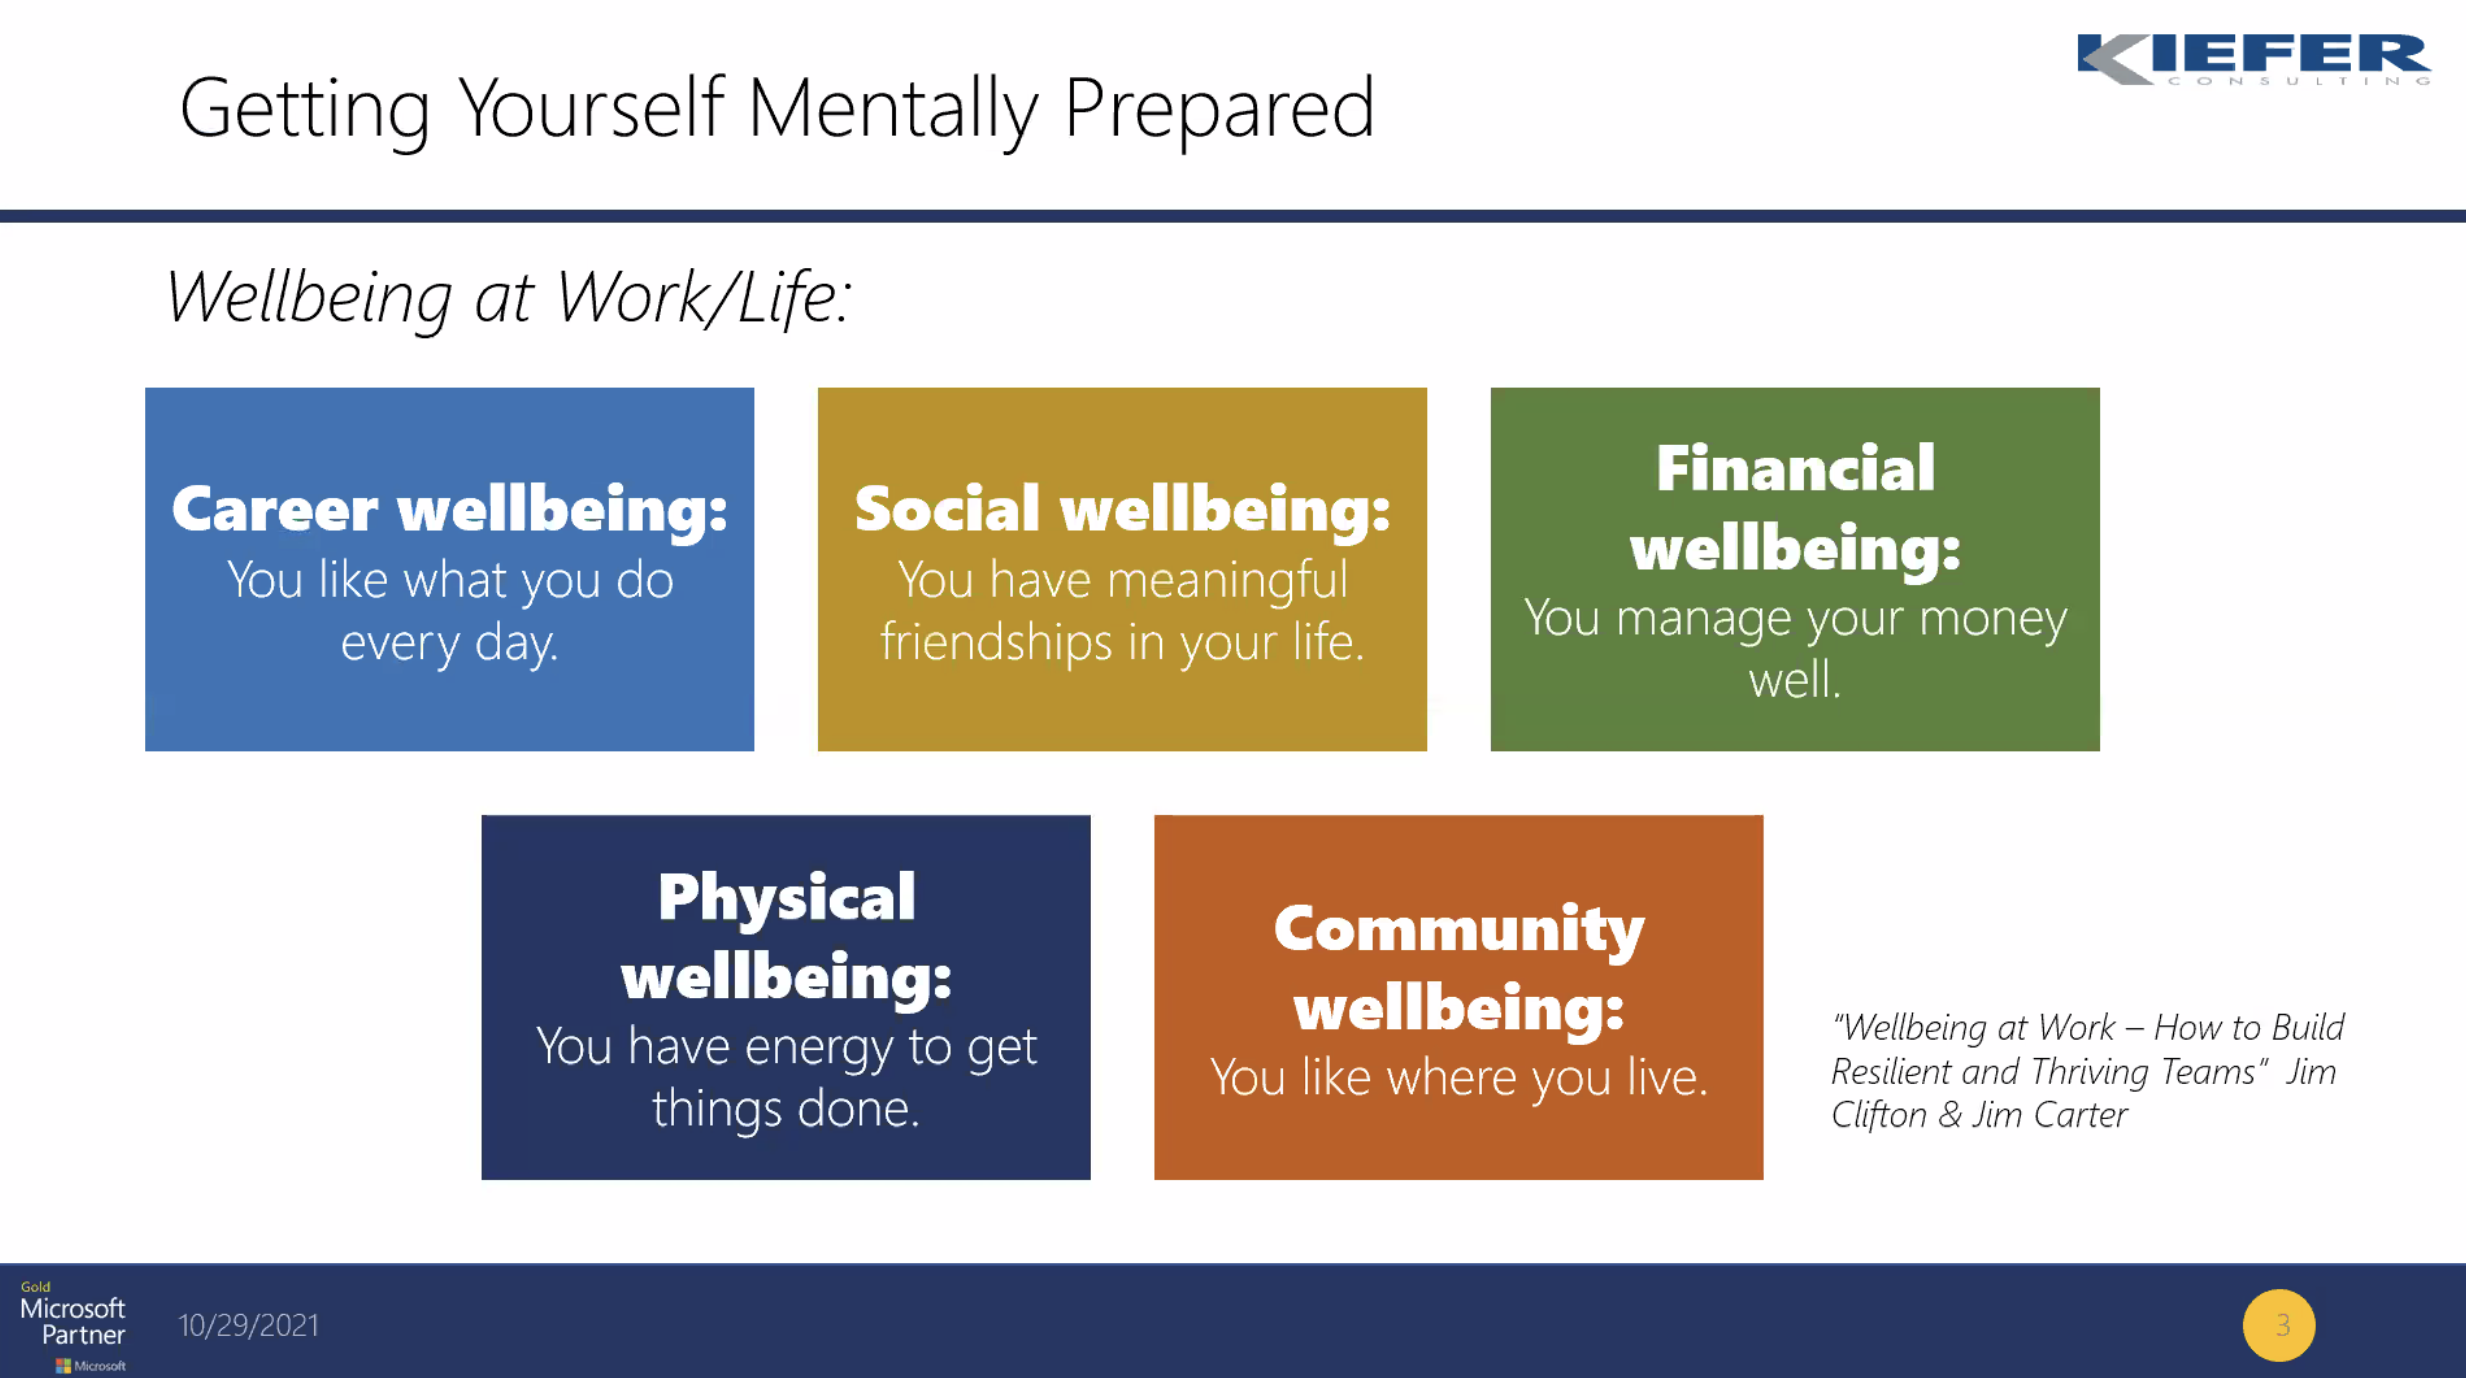 KIEFER
CONSULTING
Getting Yourself Mentally Prepared
Wellbeing at Work/Life:
Career wellbeing:
You like what you do
every day.
Social wellbeing:
You have meaningful
friendships in your life.
Financial
wellbeing:
You manage your money
well.
Physical
wellbeing:
You have energy to get
things done.
Community
wellbeing:
You like where you live.
"Wellbeing at Work – How to Build
Resilient and Thriving Teams" Jim
Clifton & Jim Carter
Gold
Microsoft
Partner
Microsoft
10/29/2021
3